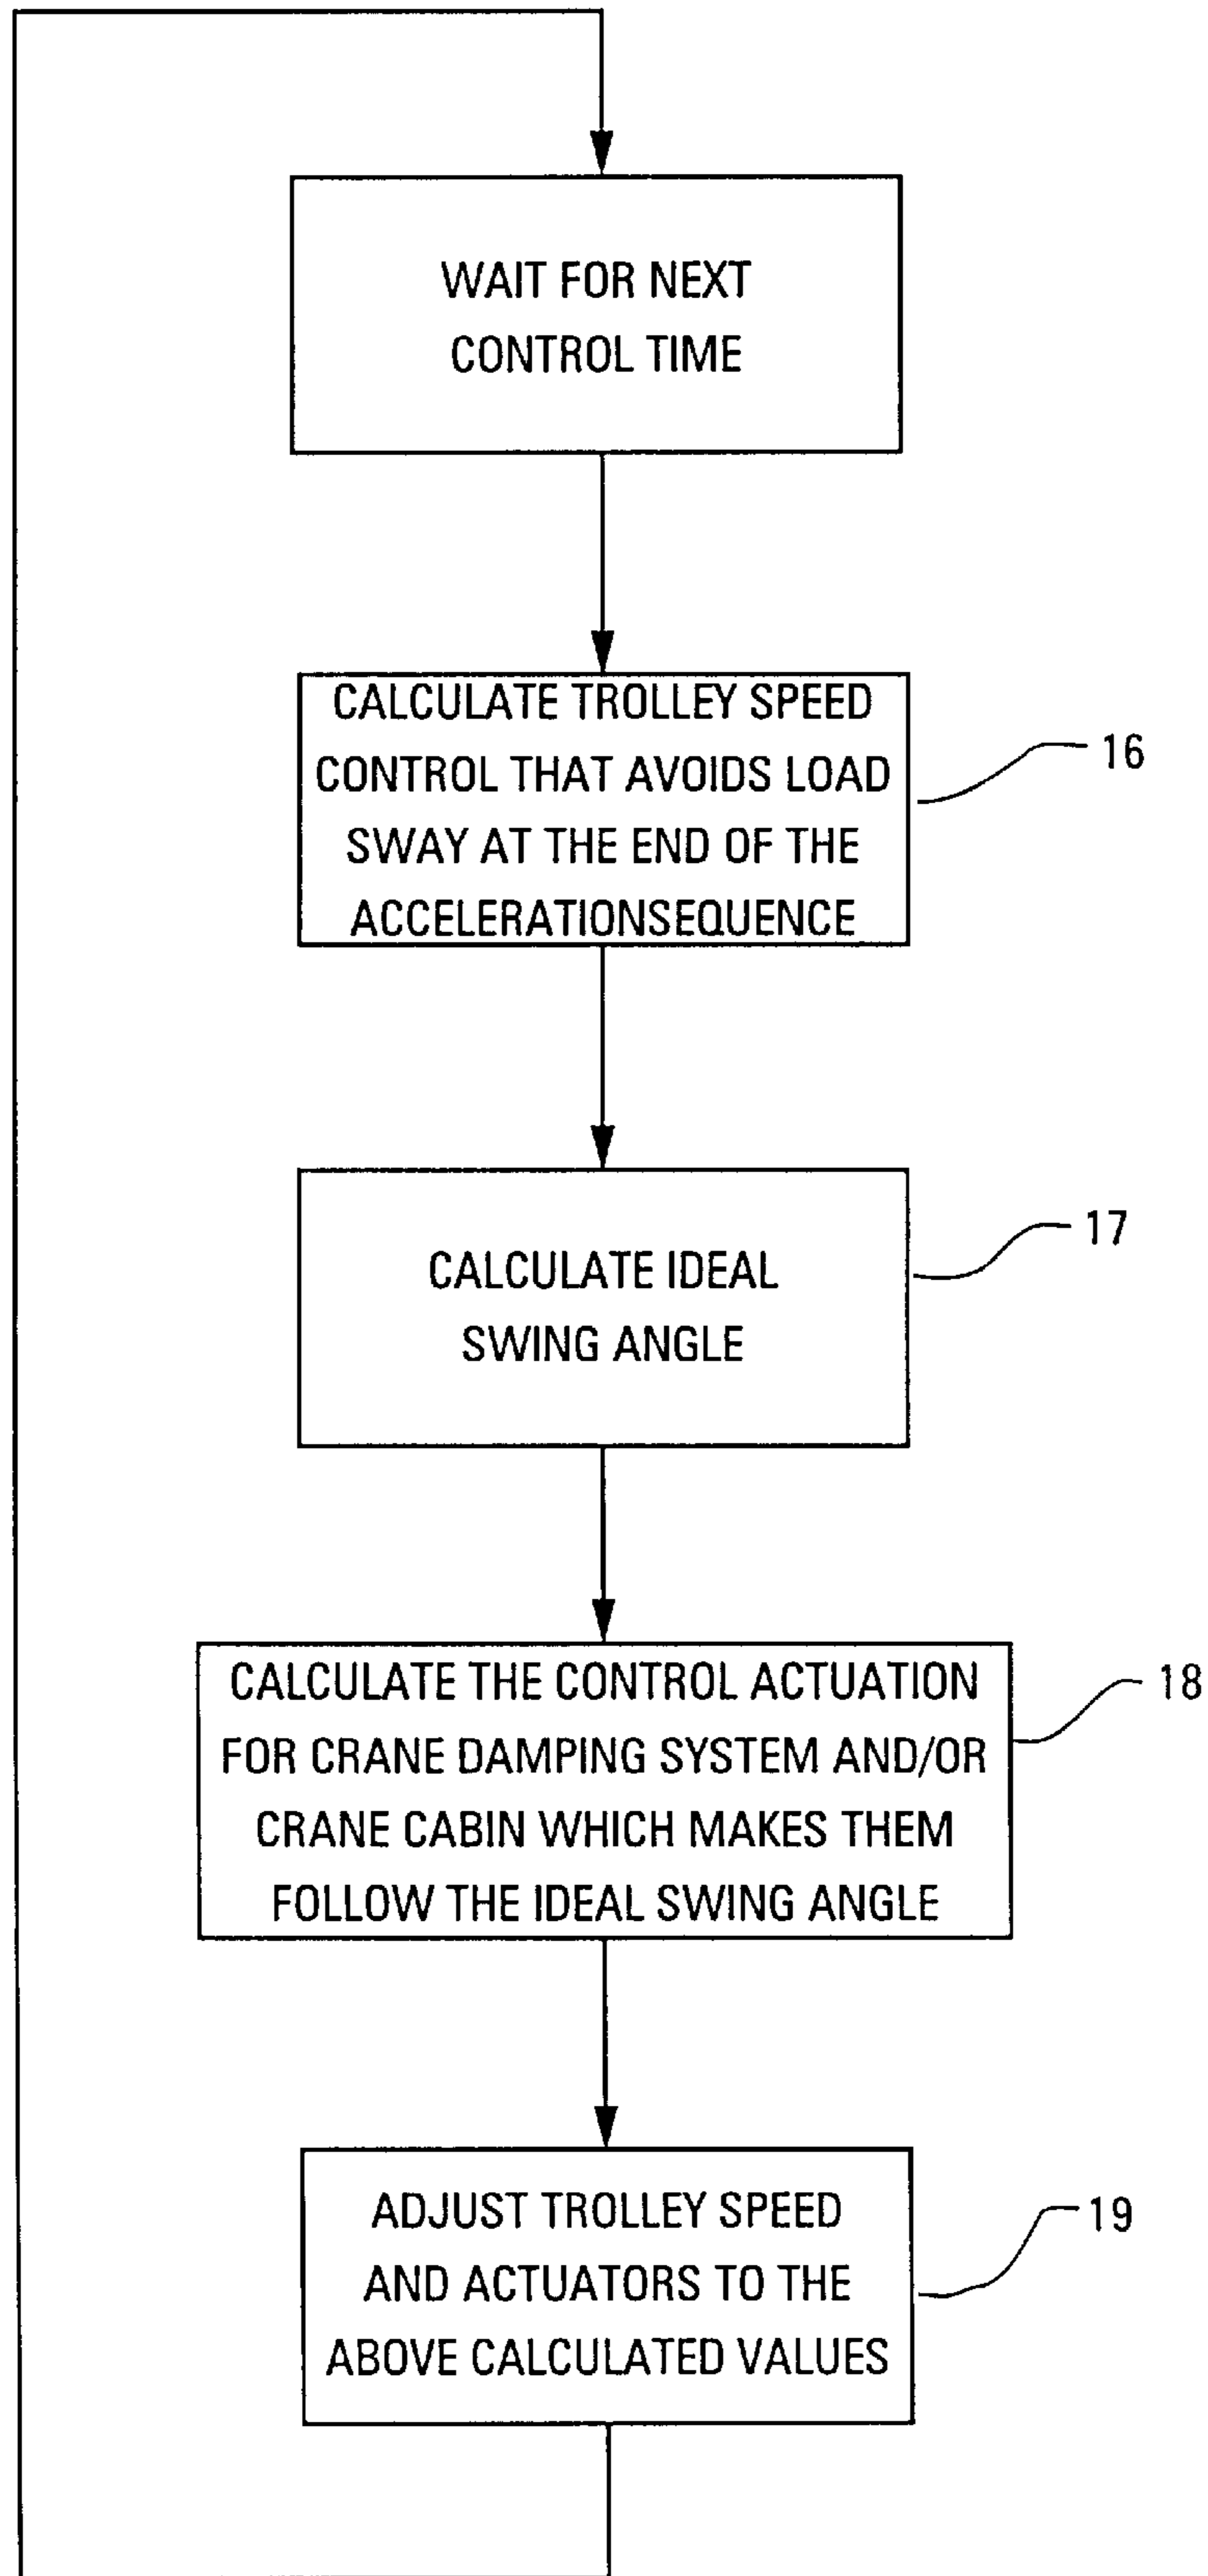 WAIT FOR NEXT
CONTROL TIME
CALCULATE TROLLEY SPEED
CONTROL THAT AVOIDS LOAD
SWAY AT THE END OF THE
ACCELERATIONSEQUENCE
16
CALCULATE IDEAL
SWING ANGLE
17
CALCULATE THE CONTROL ACTUATION
FOR CRANE DAMPING SYSTEM AND/OR
CRANE CABIN WHICH MAKES THEM
FOLLOW THE IDEAL SWING ANGLE
18
ADJUST TROLLEY SPEED
AND ACTUATORS TO THE
ABOVE CALCULATED VALUES
19